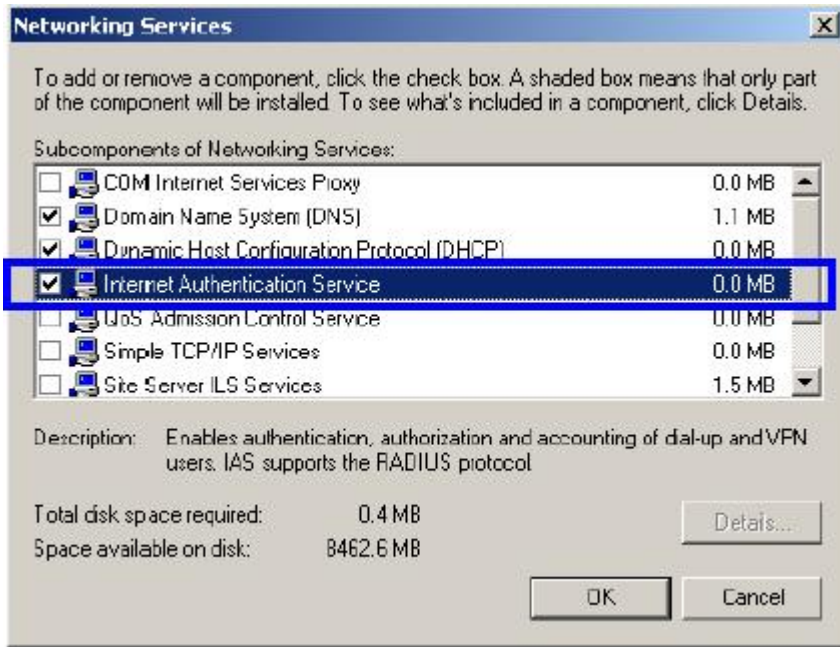 Networking Services
To add or remove a component, click the check box. A shaded box means that only part
of the component will be installed. To see what's included in a component, click Details.
Subcomponents of Networking Services:
COM Internet Services Proxy 0.0 MB
Domain Name System (DNS) 1.1 MB
Dynamic Host Configuration Protocol (DHCP) 0.0 MB
Internet Authentication Service 0.0 MB
QoS Admission Control Service 0.0 MB
Simple TCP/IP Services 0.0 MB
Site Server ILS Services 1.5 MB
Description: Enables authentication, authorization and accounting of dial-up and VPN
users. IAS supports the RADIUS protocol
Total disk space required: 0.4 MB
Space available on disk: 8462.6 MB
Details...
OK Cancel